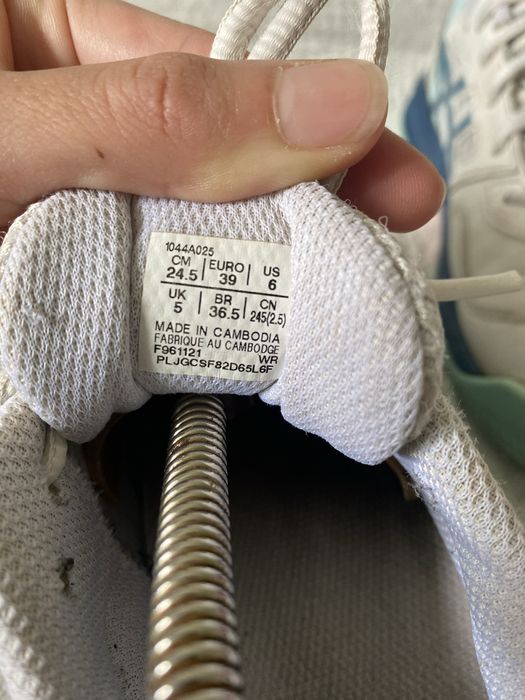 1044A025
CM 24.5 | EURO 39 | US 6
UK 5 | BR 36.5 | CN 245(2.5)
MADE IN CAMBODIA
FABRIQUE AU CAMBODGE
F961121 WR
PLJGCSF82D65L6F